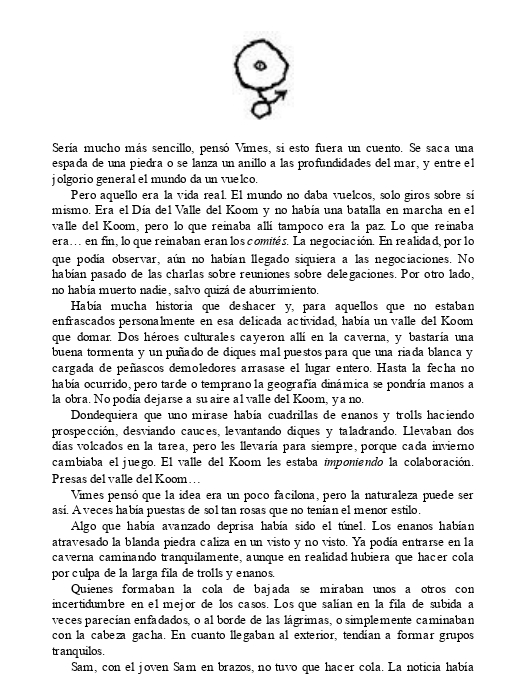 Sería mucho más sencillo, pensó Vimes, si esto fuera un cuento. Se saca una
espada de una piedra o se lanza un anillo a las profundidades del mar, y entre el
jolgorio general el mundo da un vuelco.
Pero aquello era la vida real. El mundo no daba vuelcos, solo giros sobre sí
mismo. Era el Día del Valle del Koom y no había una batalla en marcha en el
valle del Koom, pero lo que reinaba allí tampoco era la paz. Lo que reinaba
era… en fin, lo que reinaban eran los comités. La negociación. En realidad, por lo
que podía observar, aún no habían llegado siquiera a las negociaciones. No
habían pasado de las charlas sobre reuniones sobre delegaciones. Por otro lado,
no había muerto nadie, salvo quizá de aburrimiento.
Había mucha historia que deshacer y, para aquellos que no estaban
enfrascados personalmente en esa delicada actividad, había un valle del Koom
que domar. Dos héroes culturales cayeron allí en la caverna, y bastaría una
buena tormenta y un puñado de diques mal puestos para que una riada blanca y
cargada de peñascos demoledores arrasase el lugar entero. Hasta la fecha no
había ocurrido, pero tarde o temprano la geografía dinámica se pondría manos a
la obra. No podía dejarse a su aire al valle del Koom, ya no.
Dondequiera que uno mirase había cuadrillas de enanos y trolls haciendo
prospección, desviando cauces, levantando diques y taladrando. Llevaban dos
días volcados en la tarea, pero les llevaría para siempre, porque cada invierno
cambiaba el juego. El valle del Koom les estaba imponiendo la colaboración.
Presas del valle del Koom…
Vimes pensó que la idea era un poco facilona, pero la naturaleza puede ser
así. A veces había puestas de sol tan rosas que no tenían el menor estilo.
Algo que había avanzado deprisa había sido el túnel. Los enanos habían
atravesado la blanda piedra caliza en un visto y no visto. Ya podía entrarse en la
caverna caminando tranquilamente, aunque en realidad hubiera que hacer cola
por culpa de la larga fila de trolls y enanos.
Quienes formaban la cola de bajada se miraban unos a otros con
incertidumbre en el mejor de los casos. Los que salían en la fila de subida a
veces parecían enfadados, o al borde de las lágrimas, o simplemente caminaban
con la cabeza gacha. En cuanto llegaban al exterior, tendían a formar grupos
tranquilos.
Sam, con el joven Sam en brazos, no tuvo que hacer cola. La noticia había